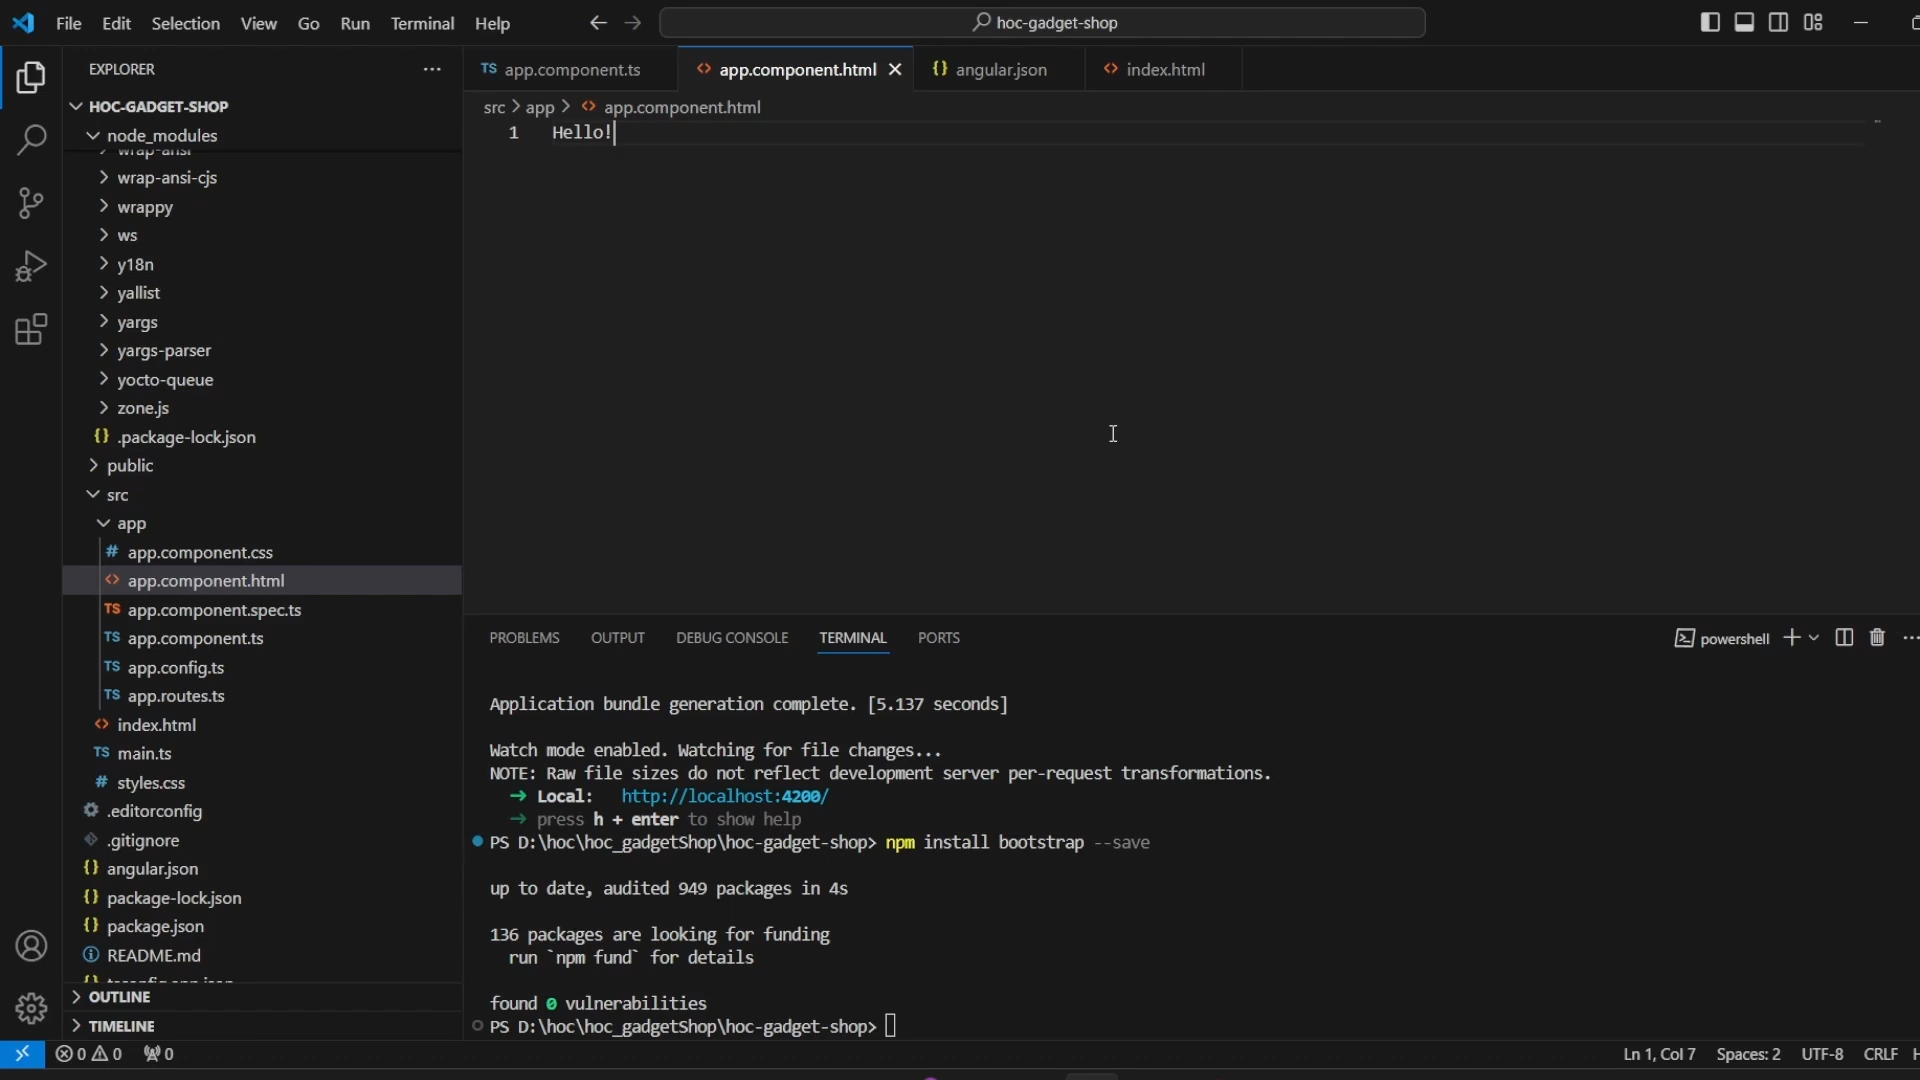 File Edit Selection View Go Run Terminal Help
hoc-gadget-shop
EXPLORER
HOC-GADGET-SHOP
node_modules
wrap-ansi
wrap-ansi-cjs
wrappy
ws
y18n
yallist
yargs
yargs-parser
yocto-queue
zone.js
{} .package-lock.json
public
src
app
# app.component.css
<> app.component.html
TS app.component.spec.ts
TS app.component.ts
TS app.config.ts
TS app.routes.ts
<> index.html
TS main.ts
# styles.css
.editorconfig
.gitignore
{} angular.json
{} package-lock.json
{} package.json
README.md
OUTLINE
TIMELINE
TS app.component.ts <> app.component.html {} angular.json <> index.html
src > app > <> app.component.html
1 Hello!
PROBLEMS OUTPUT DEBUG CONSOLE TERMINAL PORTS
powershell
Application bundle generation complete. [5.137 seconds]
Watch mode enabled. Watching for file changes...
NOTE: Raw file sizes do not reflect development server per-request transformations.
➜ Local: http://localhost:4200/
➜ press h + enter to show help
PS D:\hoc\hoc_gadgetShop\hoc-gadget-shop> npm install bootstrap --save
up to date, audited 949 packages in 4s
136 packages are looking for funding
run `npm fund` for details
found 0 vulnerabilities
PS D:\hoc\hoc_gadgetShop\hoc-gadget-shop>
0 0 0
Ln 1, Col 7 Spaces: 2 UTF-8 CRLF